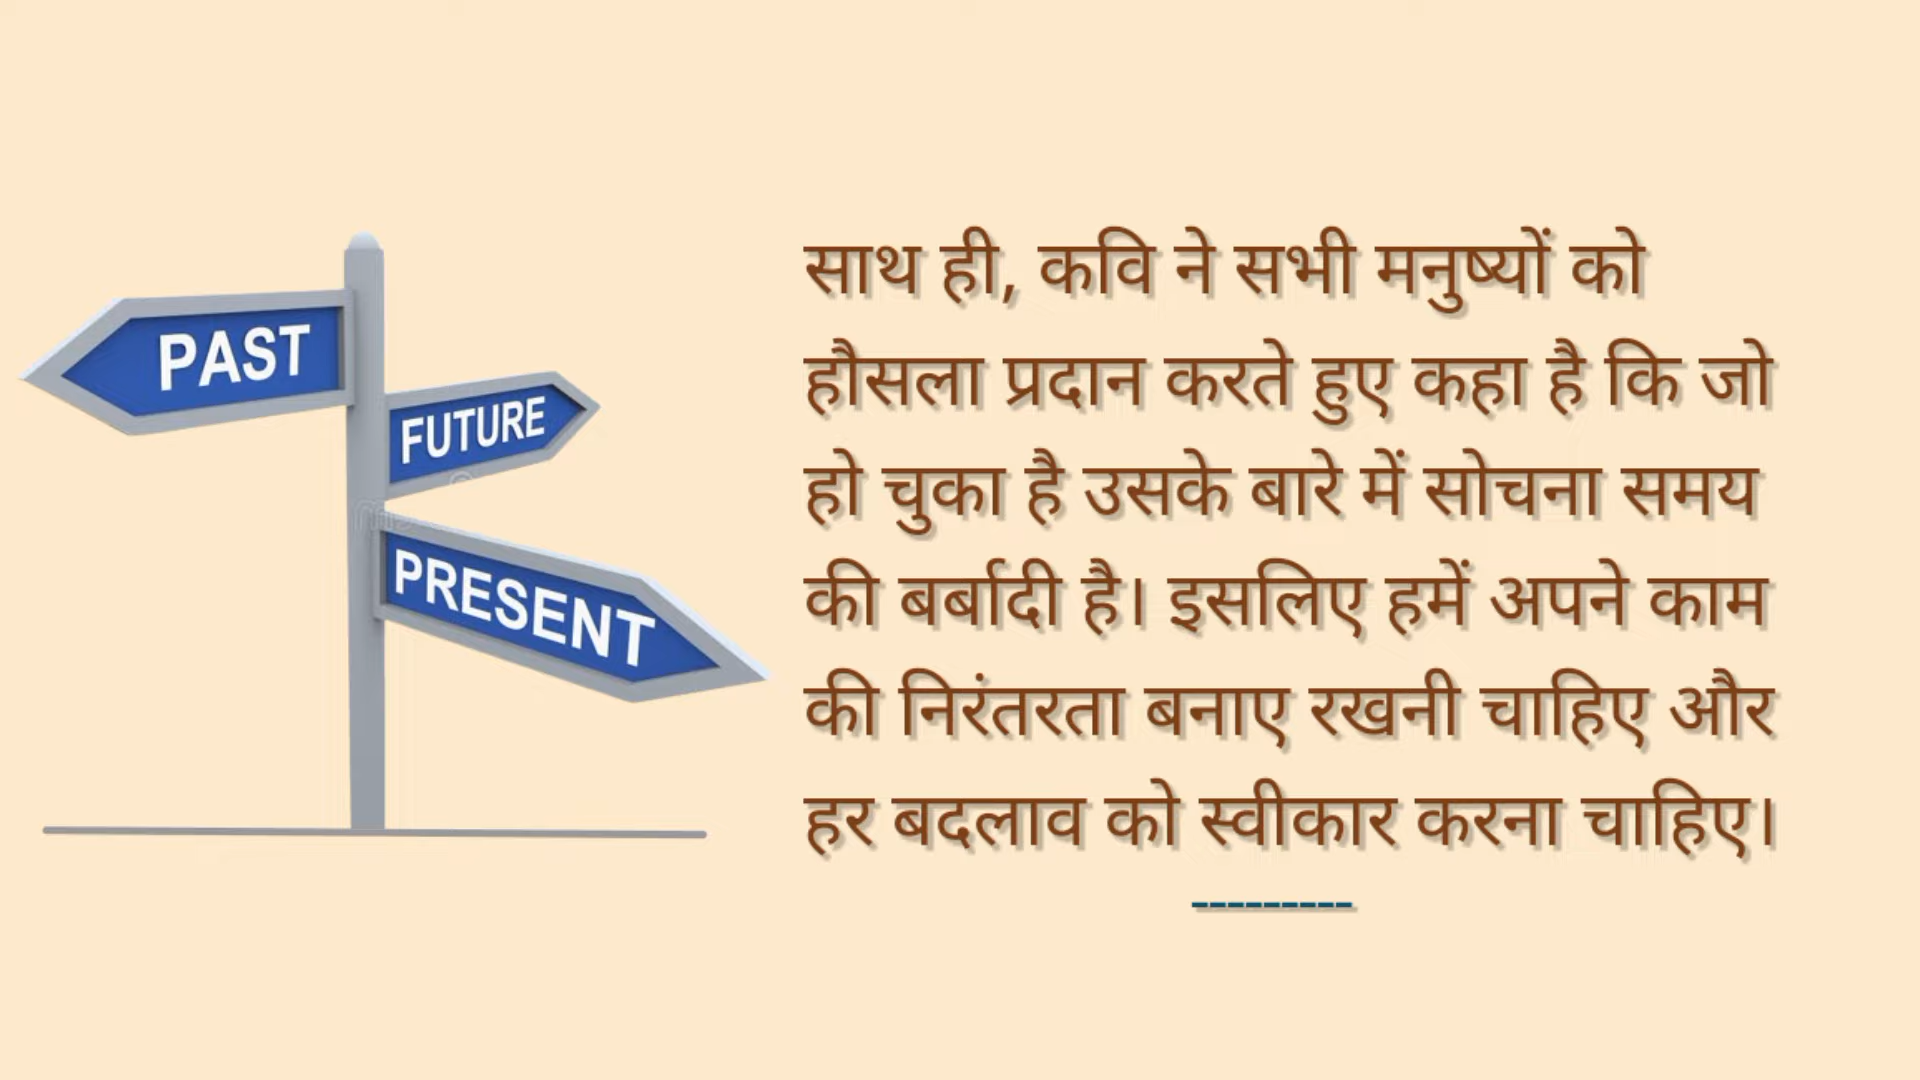 PAST
FUTURE
PRESENT
साथ ही, कवि ने सभी मनुष्यों को
हौसला प्रदान करते हुए कहा है कि जो
हो चुका है उसके बारे में सोचना समय
की बर्बादी है। इसलिए हमें अपने काम
की निरंतरता बनाए रखनी चाहिए और
हर बदलाव को स्वीकार करना चाहिए।
---------